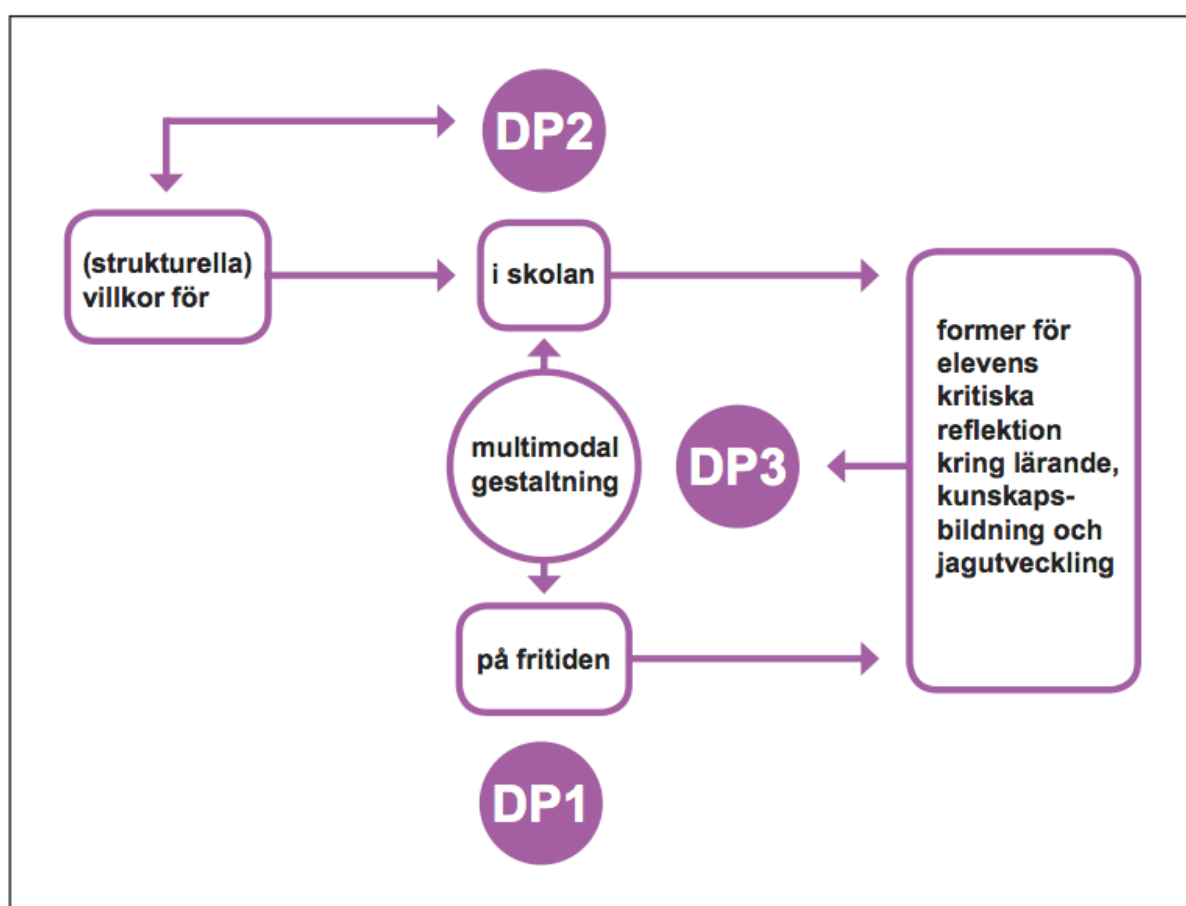 DP2
(strukturella)
villkor för
i skolan
multimodal
gestaltning
DP3
former för
elevens
kritiska
reflektion
kring lärande,
kunskaps-
bildning och
jagutveckling
på fritiden
DP1